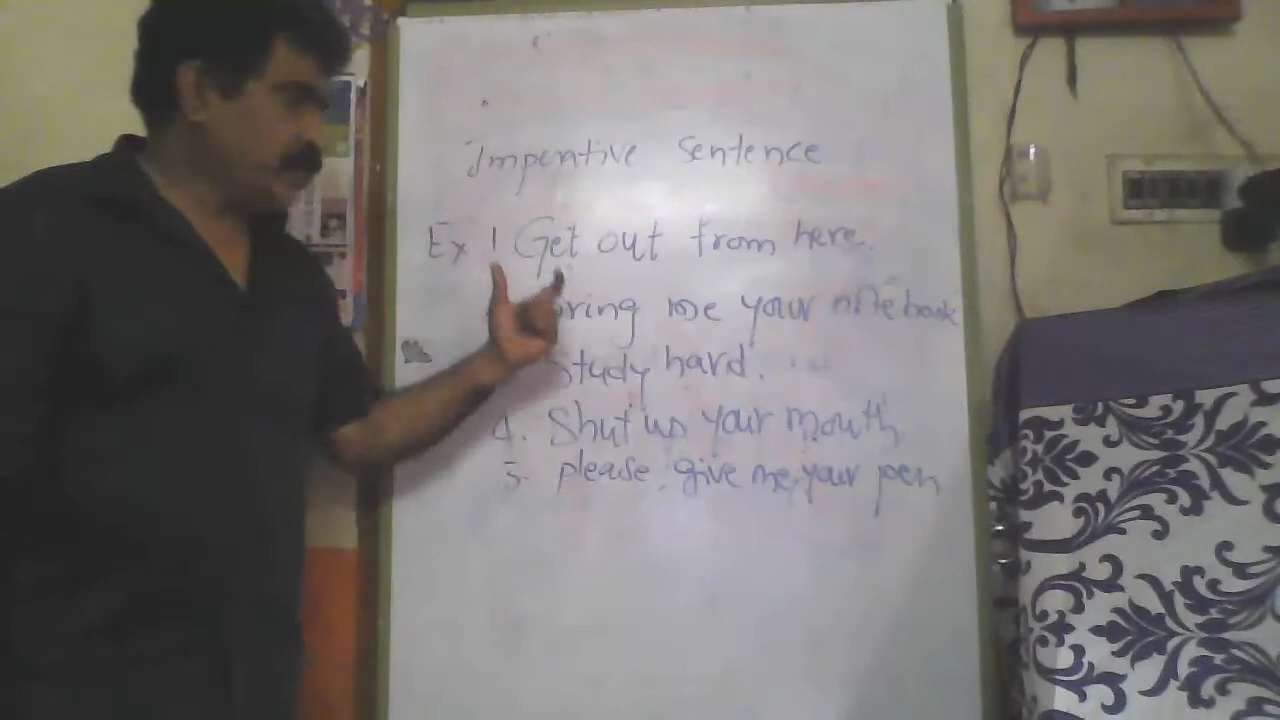 Imperative Sentence
Ex 1 Get out from here.
bring me your notebook
study hard.
4. Shut up your mouth
5. please give me your pen